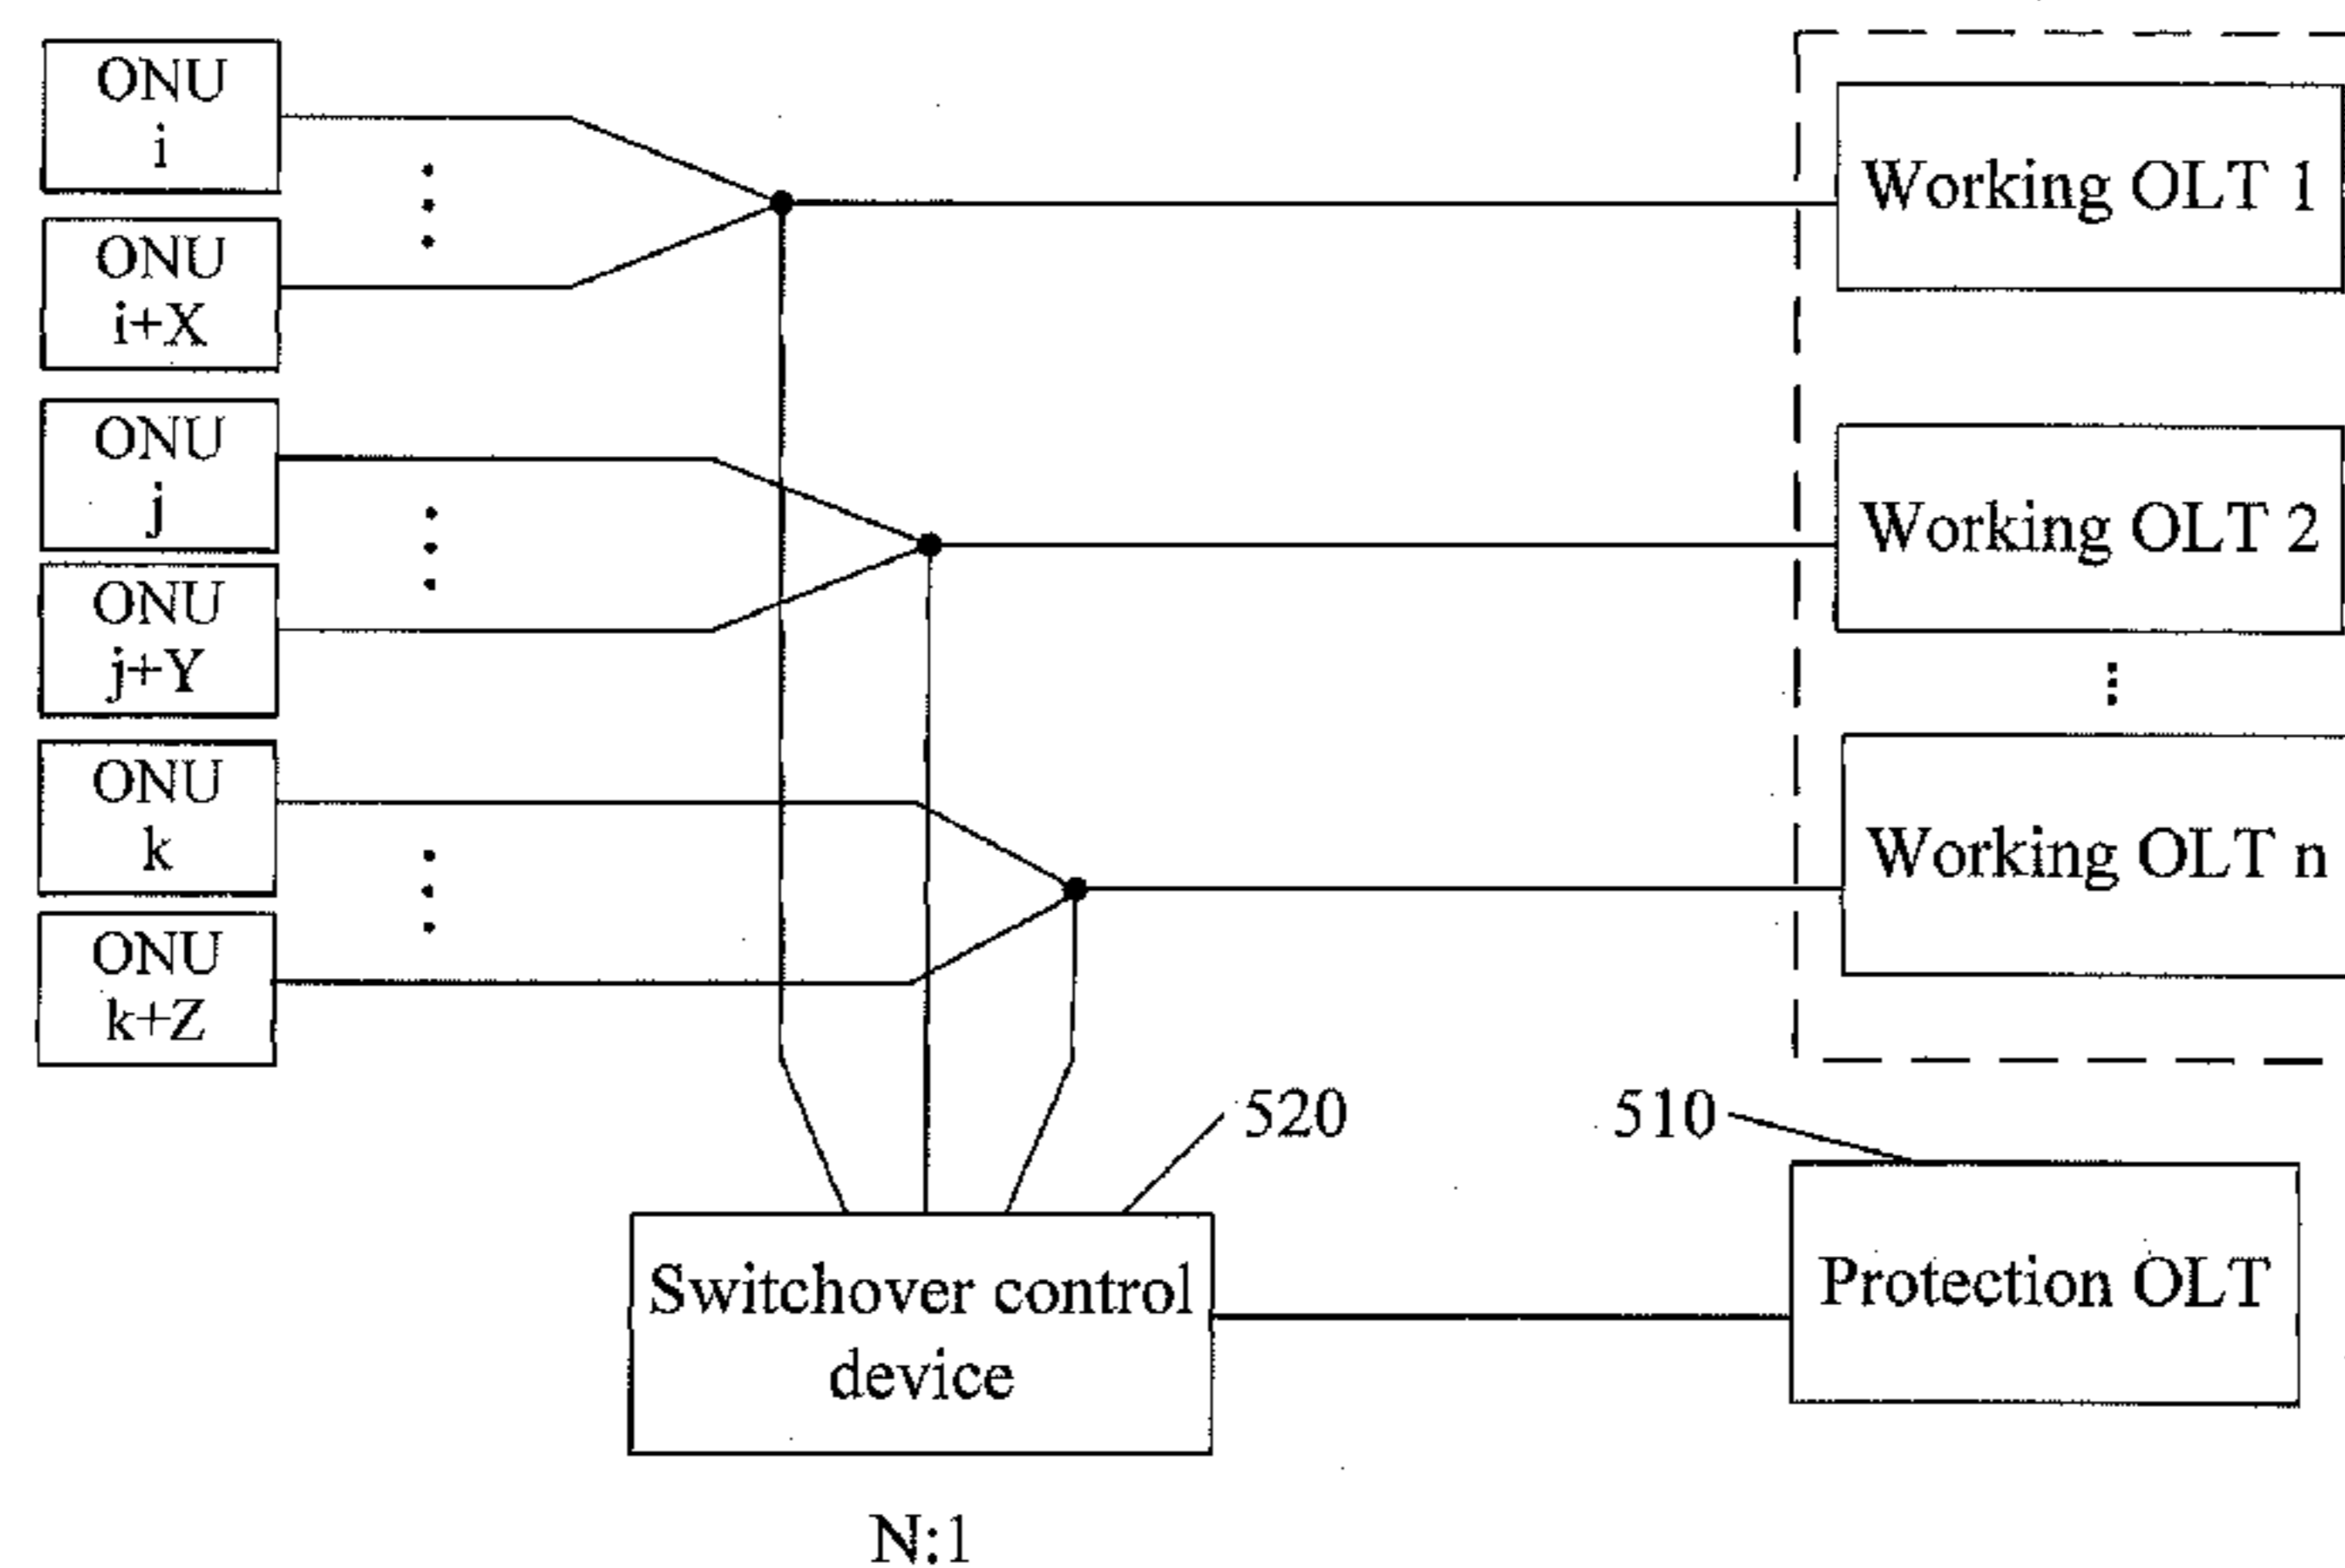 ONU
i
ONU
i+X
ONU
j
ONU
j+Y
ONU
k
ONU
k+Z
Working OLT 1
Working OLT 2
Working OLT n
520
510
Switchover control
device
Protection OLT
N:1